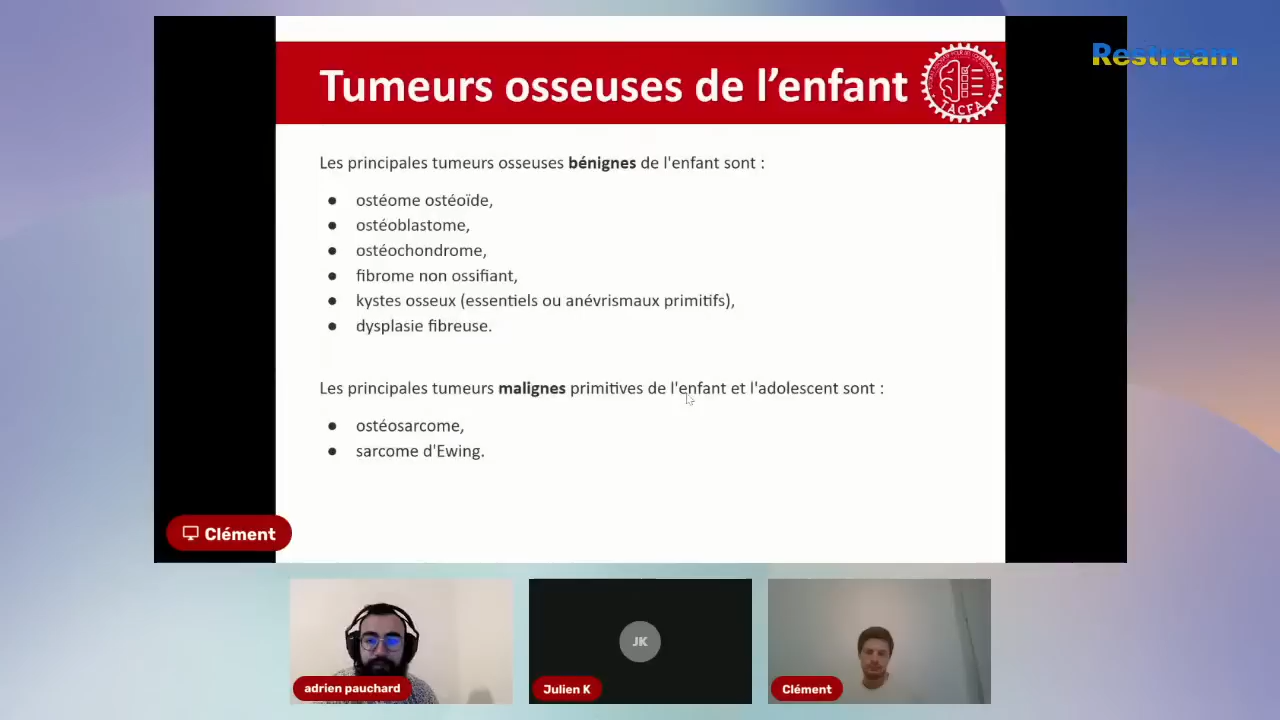 Restream
Tumeurs osseuses de l’enfant
TACFA
Les principales tumeurs osseuses bénignes de l'enfant sont :
● ostéome ostéoïde,
● ostéoblastome,
● ostéochondrome,
● fibrome non ossifiant,
● kystes osseux (essentiels ou anévrismaux primitifs),
● dysplasie fibreuse.
Les principales tumeurs malignes primitives de l'enfant et l'adolescent sont :
● ostéosarcome,
● sarcome d'Ewing.
Clément
JK
adrien pauchard
Julien K
Clément